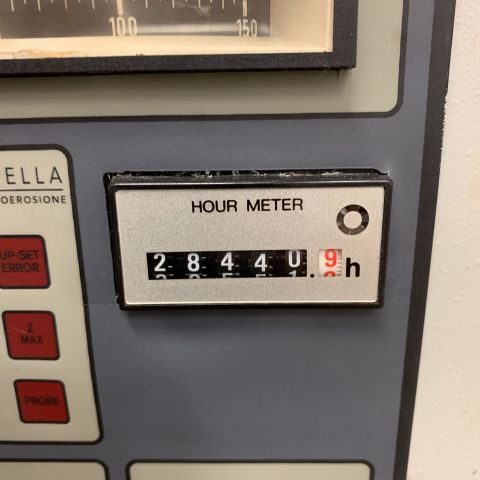 100 150
ELLA
OEROSIONE
HOUR METER
28440.9 h
UP-SET
ERROR
Z
MAX
PROBE